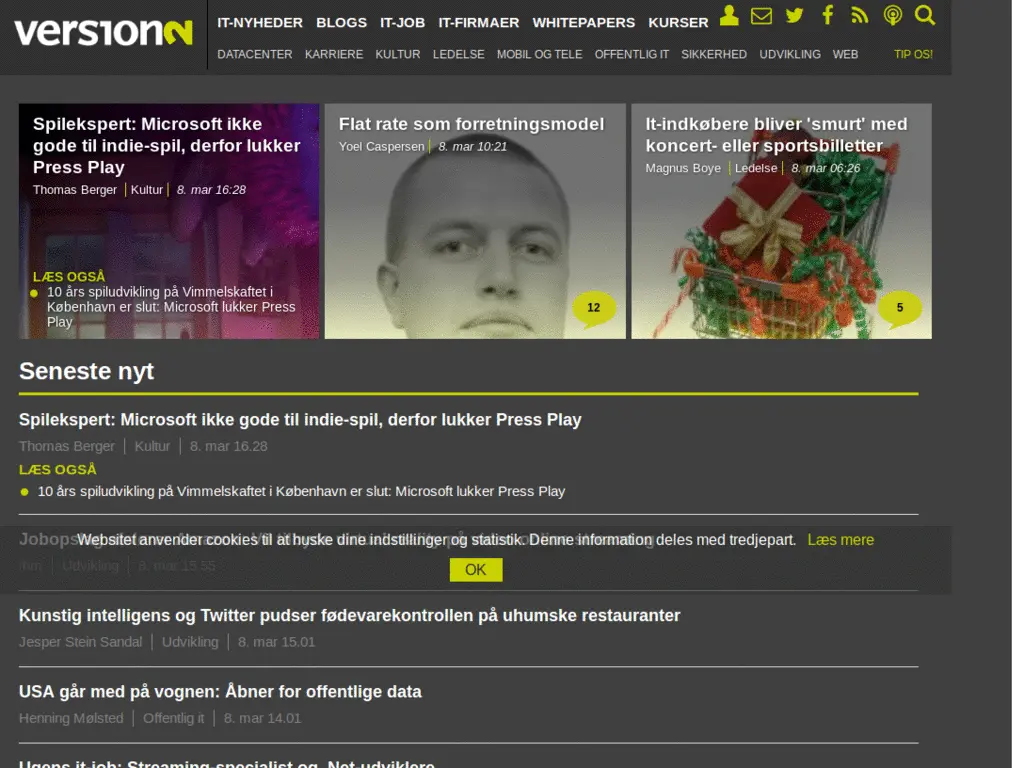 version2
IT-NYHEDER BLOGS IT-JOB IT-FIRMAER WHITEPAPERS KURSER
DATACENTER KARRIERE KULTUR LEDELSE MOBIL OG TELE OFFENTLIG IT SIKKERHED UDVIKLING WEB TIP OS!
Spilekspert: Microsoft ikke
gode til indie-spil, derfor lukker
Press Play
Thomas Berger Kultur 8. mar 16:28
LÆS OGSÅ
10 års spiludvikling på Vimmelskaftet i
København er slut: Microsoft lukker Press
Play
Flat rate som forretningsmodel
Yoel Caspersen 8. mar 10:21
12
It-indkøbere bliver 'smurt' med
koncert- eller sportsbilletter
Magnus Boye Ledelse 8. mar 06:26
5
Seneste nyt
Spilekspert: Microsoft ikke gode til indie-spil, derfor lukker Press Play
Thomas Berger Kultur 8. mar 16.28
LÆS OGSÅ
10 års spiludvikling på Vimmelskaftet i København er slut: Microsoft lukker Press Play
Websitet anvender cookies til at huske dine indstillinger og statistik. Denne information deles med tredjepart. Læs mere
Udvikling 8. mar 15.55
OK
Kunstig intelligens og Twitter pudser fødevarekontrollen på uhumske restauranter
Jesper Stein Sandal Udvikling 8. mar 15.01
USA går med på vognen: Åbner for offentlige data
Henning Mølsted Offentlig it 8. mar 14.01
Ugens it-job: Streaming-specialist og .Net-udviklere